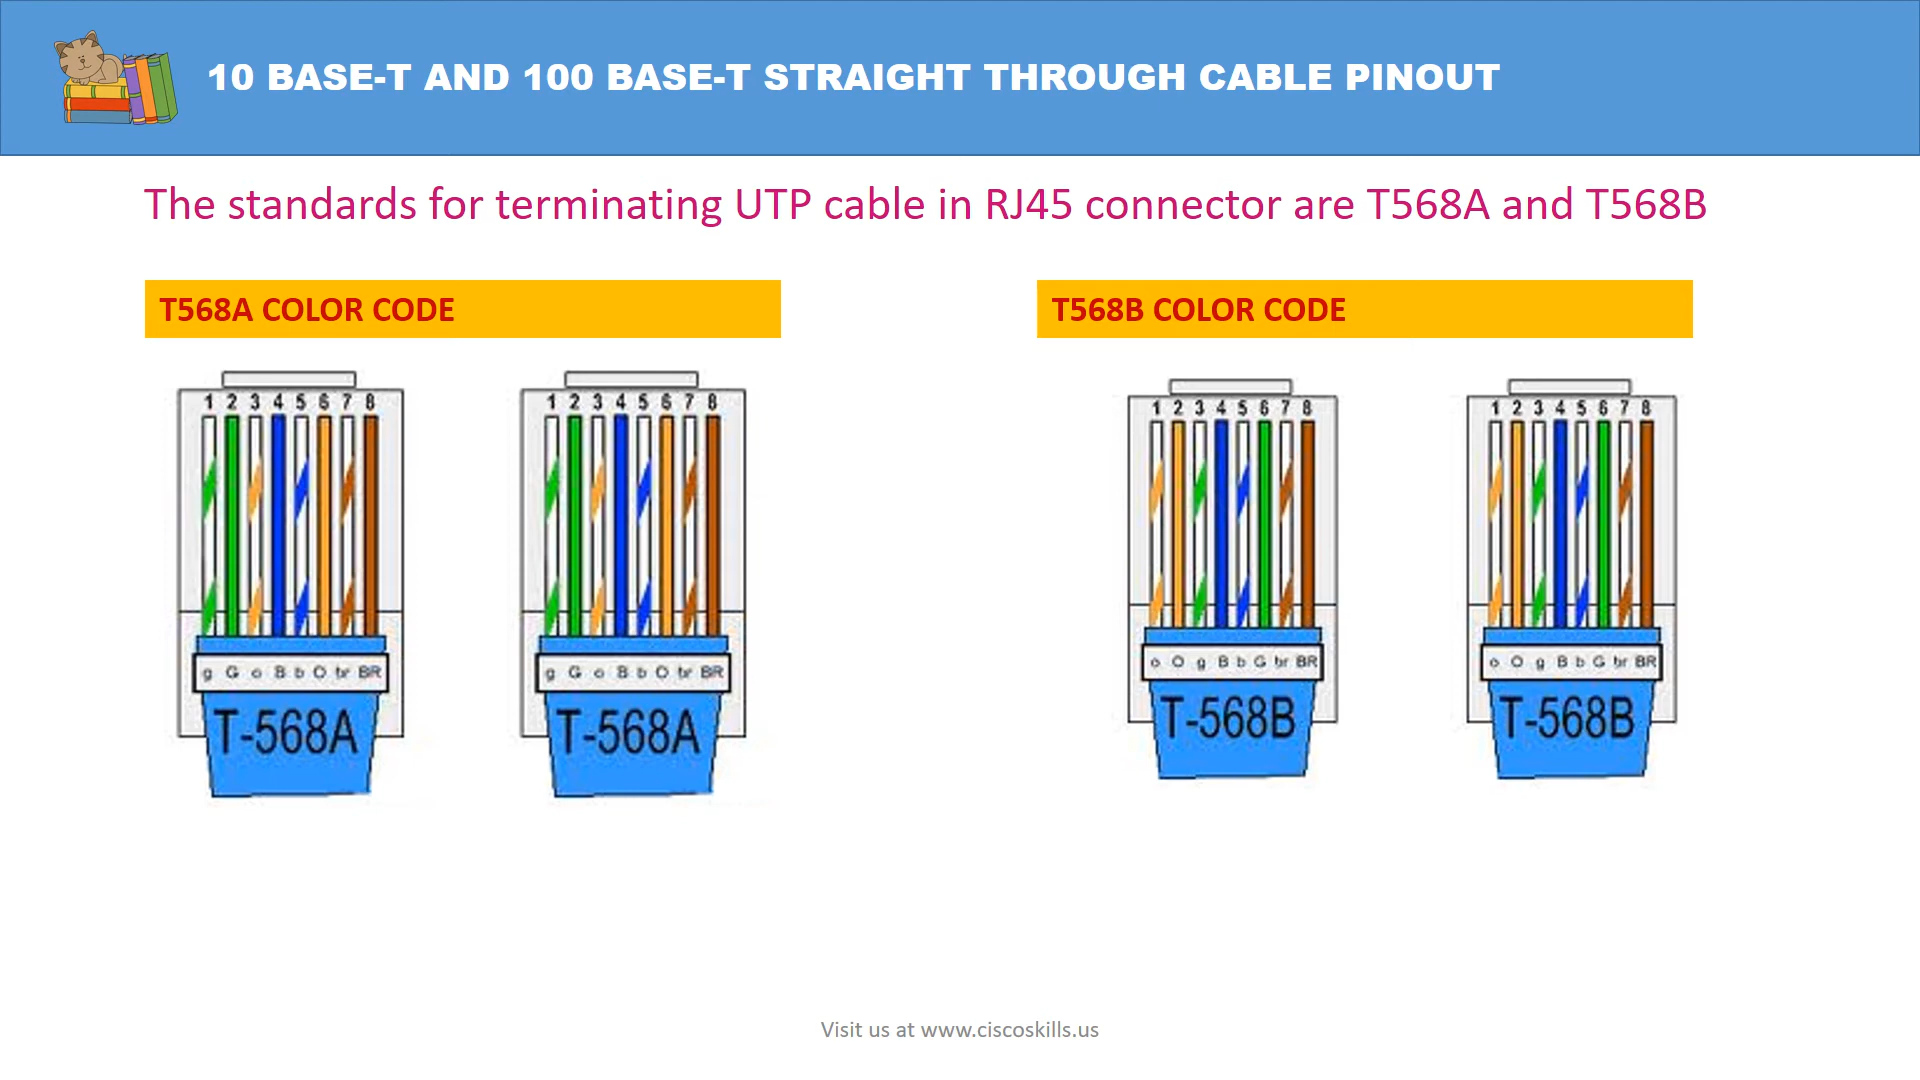 10 BASE-T AND 100 BASE-T STRAIGHT THROUGH CABLE PINOUT
The standards for terminating UTP cable in RJ45 connector are T568A and T568B
T568A COLOR CODE
1 2 3 4 5 6 7 8
g G o B b O br BR
T-568A
1 2 3 4 5 6 7 8
g G o B b O br BR
T-568A
T568B COLOR CODE
1 2 3 4 5 6 7 8
o O g B b G br BR
T-568B
1 2 3 4 5 6 7 8
o O g B b G br BR
T-568B
Visit us at www.ciscoskills.us